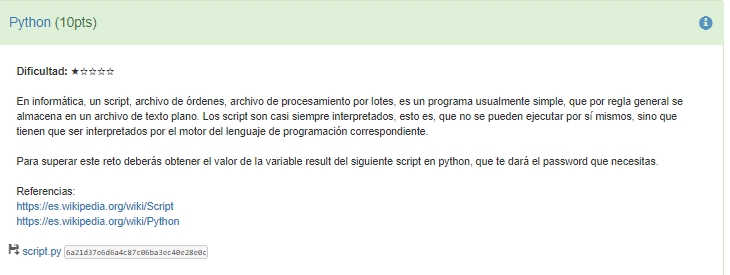 Python (10pts)
Dificultad: ★☆☆☆☆
En informática, un script, archivo de órdenes, archivo de procesamiento por lotes, es un programa usualmente simple, que por regla general se
almacena en un archivo de texto plano. Los script son casi siempre interpretados, esto es, que no se pueden ejecutar por sí mismos, sino que
tienen que ser interpretados por el motor del lenguaje de programación correspondiente.
Para superar este reto deberás obtener el valor de la variable result del siguiente script en python, que te dará el password que necesitas.
Referencias:
https://es.wikipedia.org/wiki/Script
https://es.wikipedia.org/wiki/Python
script.py 6a21d37e6d6a4c87c06ba3ec40e28e0c